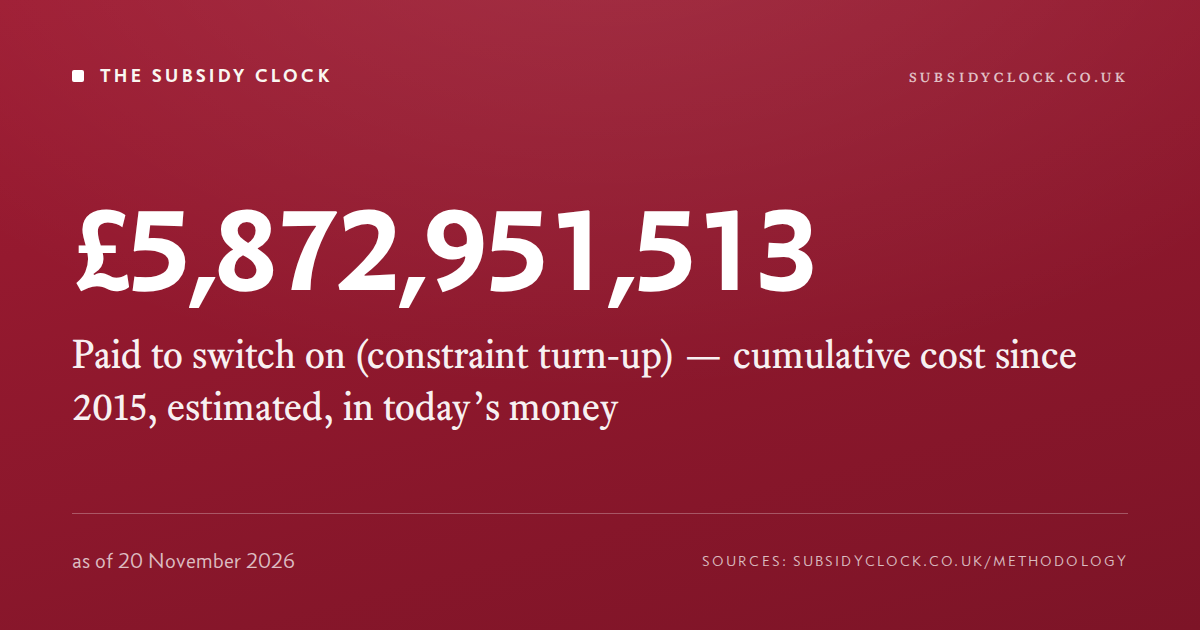 THE SUBSIDY CLOCK
SUBSIDYCLOCK.CO.UK
£5,872,951,513
Paid to switch on (constraint turn-up) — cumulative cost since
2015, estimated, in today’s money
as of 20 November 2026
SOURCES: SUBSIDYCLOCK.CO.UK/METHODOLOGY